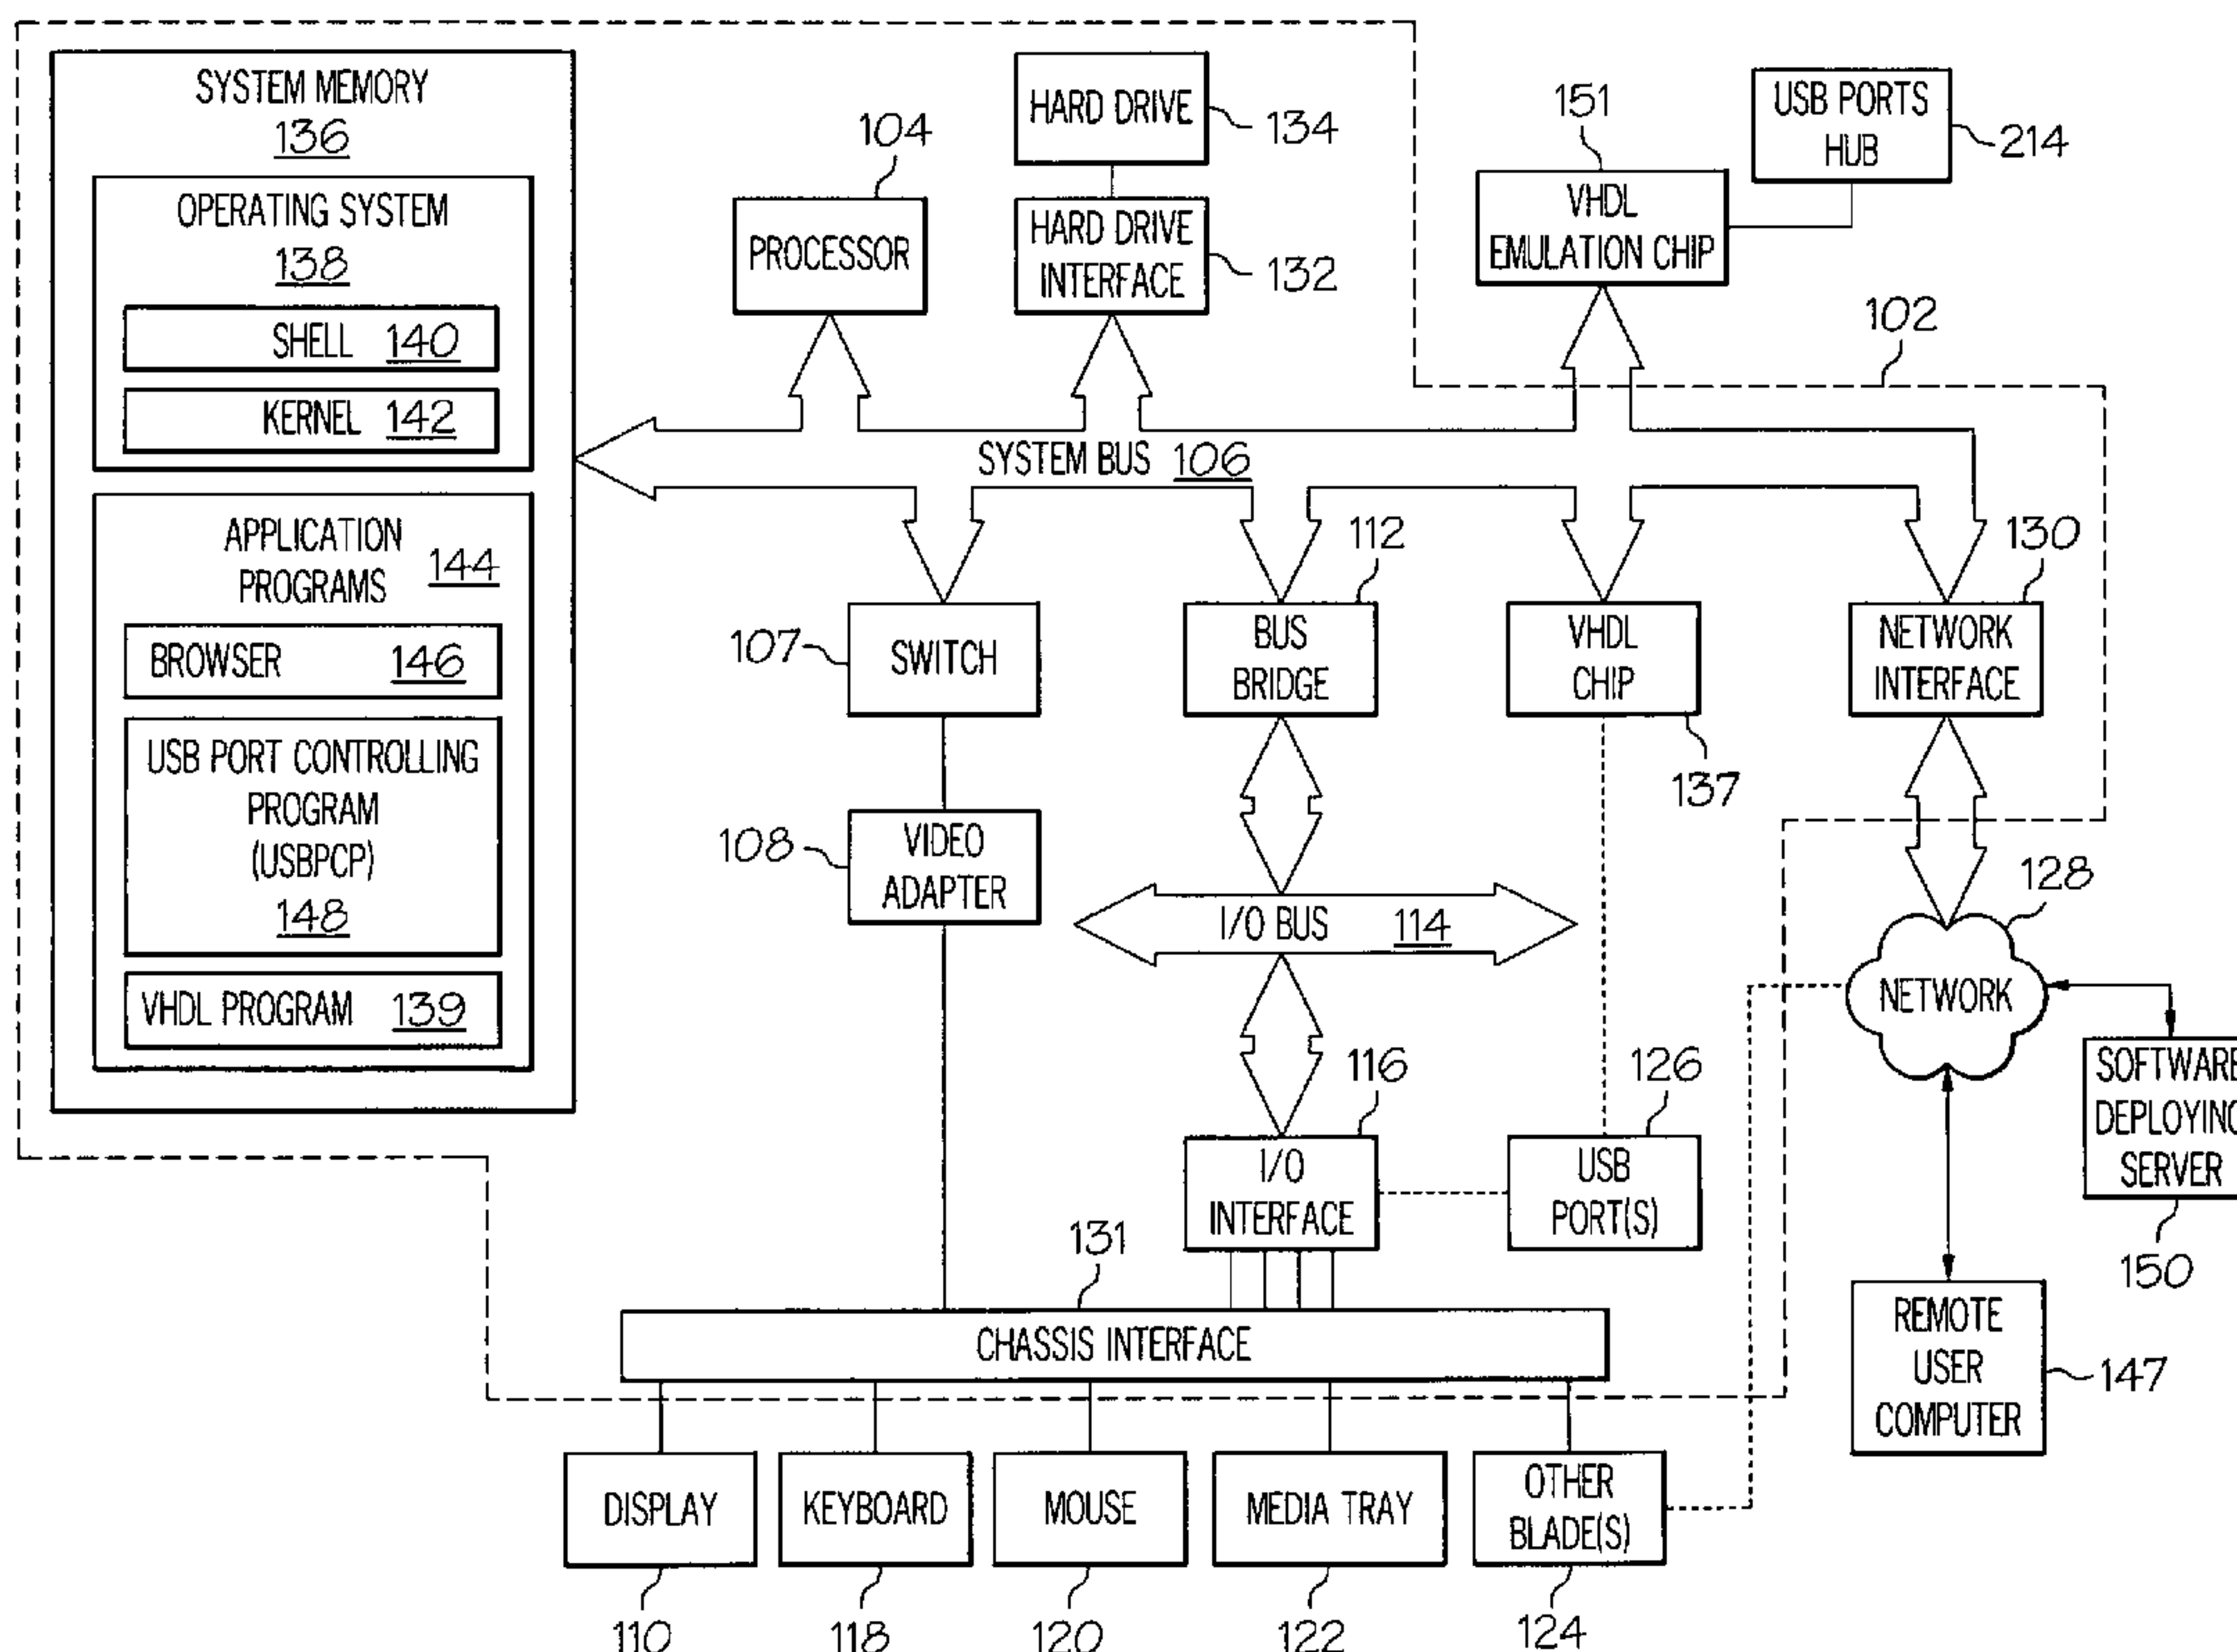 SYSTEM MEMORY
136
OPERATING SYSTEM
138
SHELL 140
KERNEL 142
APPLICATION
PROGRAMS
144
BROWSER 146
USB PORT CONTROLLING
PROGRAM
(USBPCP)
148
VHDL PROGRAM 139
104
PROCESSOR
HARD DRIVE
134
HARD DRIVE
INTERFACE
132
151
VHDL
EMULATION CHIP
USB PORTS
HUB
214
102
SYSTEM BUS 106
107
SWITCH
112
BUS
BRIDGE
VHDL
CHIP
137
130
NETWORK
INTERFACE
108
VIDEO
ADAPTER
I/O BUS 114
128
NETWORK
116
I/O
INTERFACE
126
USB
PORT(S)
SOFTWARE
DEPLOYING
SERVER
150
131
CHASSIS INTERFACE
REMOTE
USER
COMPUTER
147
DISPLAY
KEYBOARD
MOUSE
MEDIA TRAY
OTHER
BLADE(S)
110
118
120
122
124